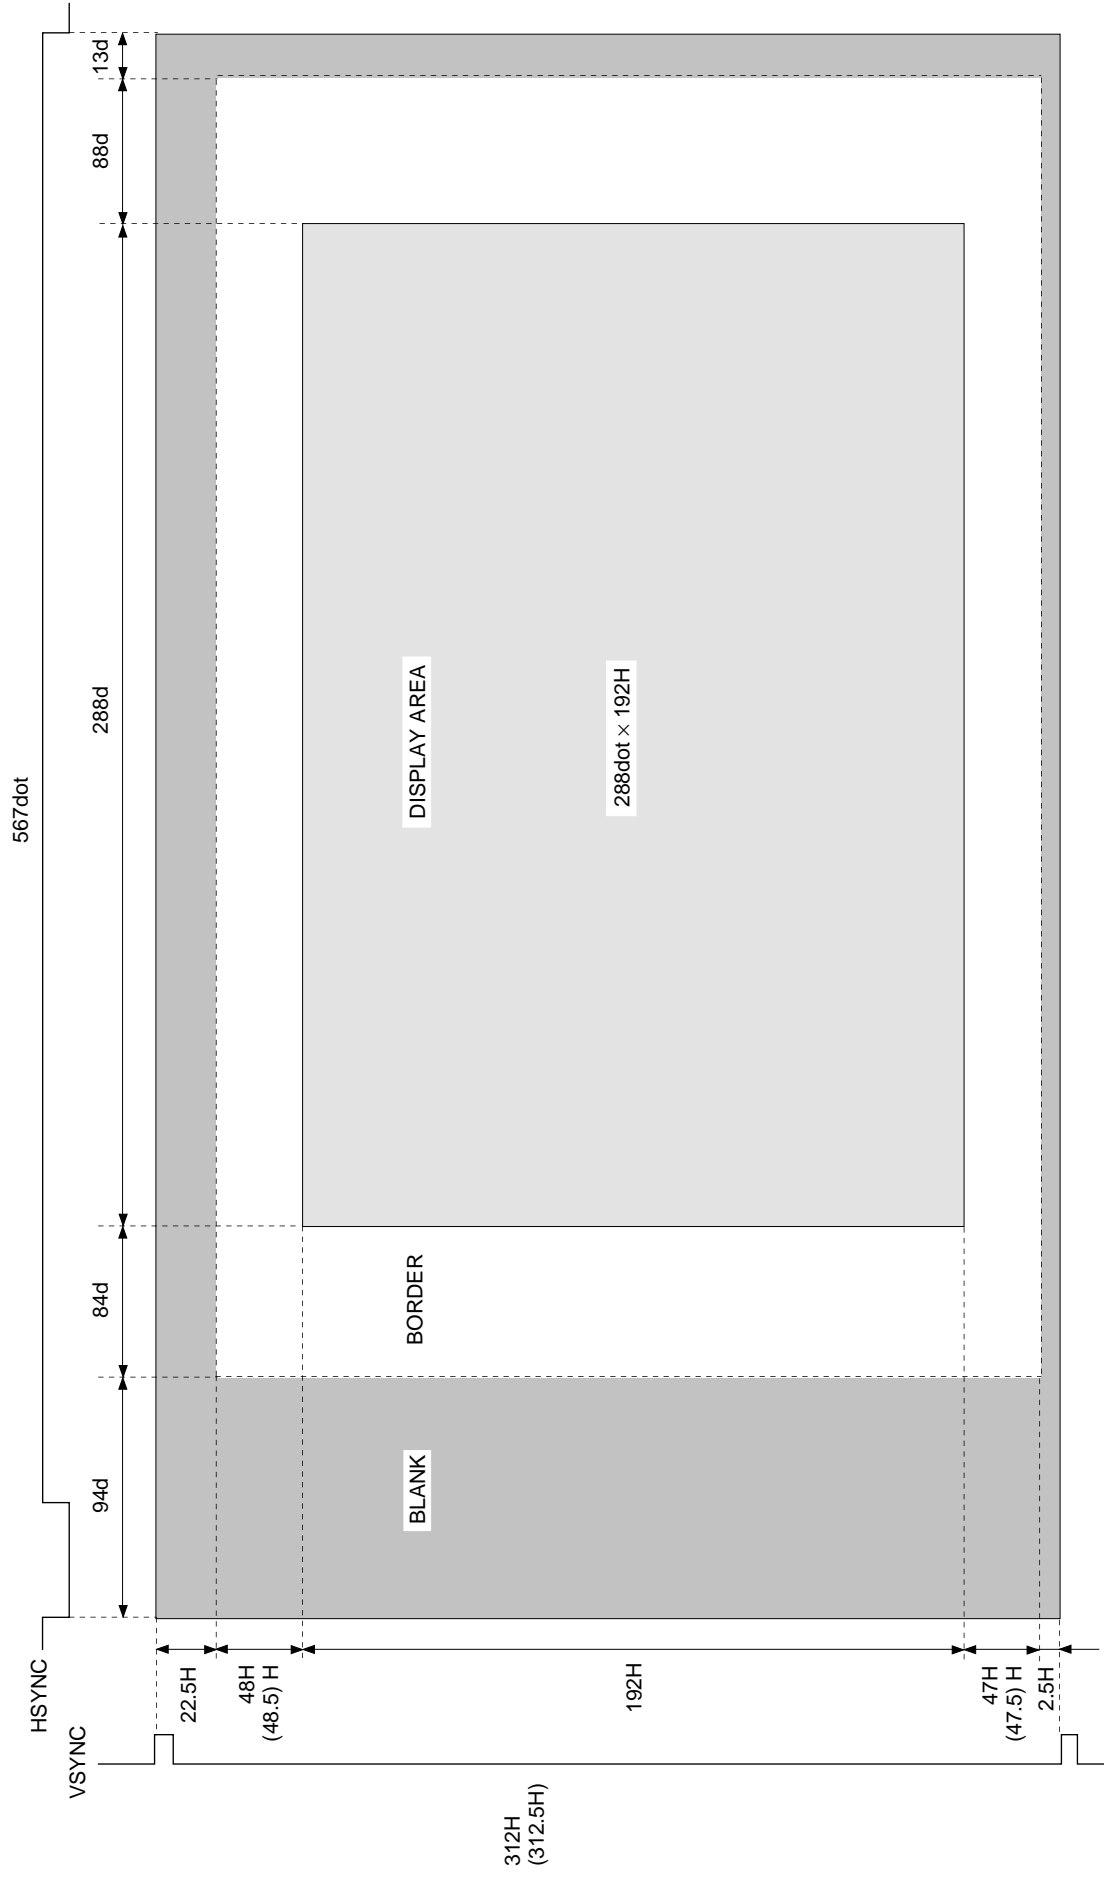 567dot
HSYNC
94d
84d
288d
88d
13d
VSYNC
22.5H
48H
(48.5) H
192H
47H
(47.5) H
2.5H
312H
(312.5H)
BLANK
BORDER
DISPLAY AREA
288dot × 192H